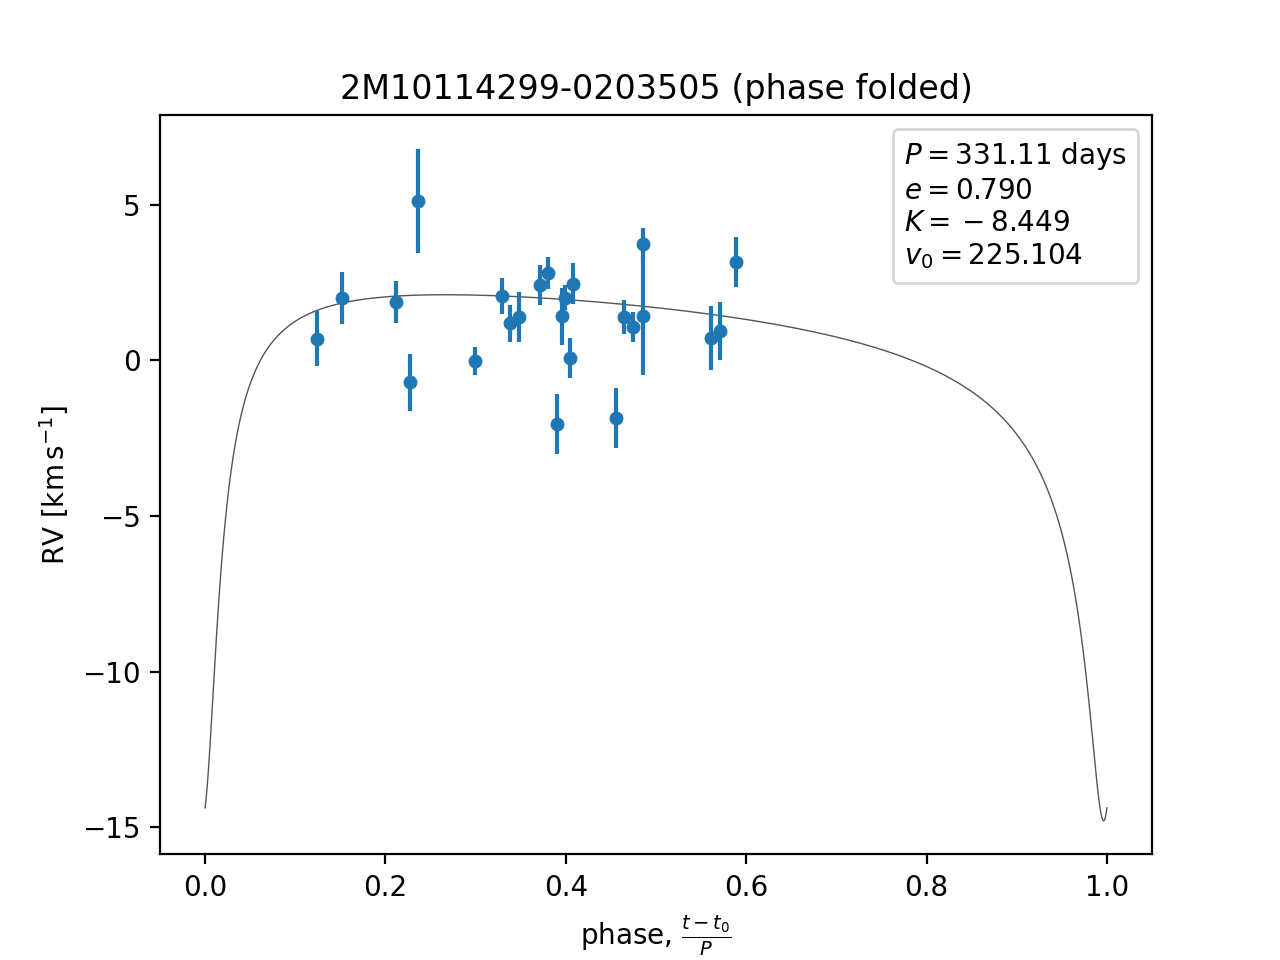 2M10114299-0203505 (phase folded)
P = 331.11 days
e = 0.790
K = −8.449
v₀ = 225.104
5
0
−5
−10
−15
RV [km s⁻¹]
0.0 0.2 0.4 0.6 0.8 1.0
phase, (t − t₀)/P